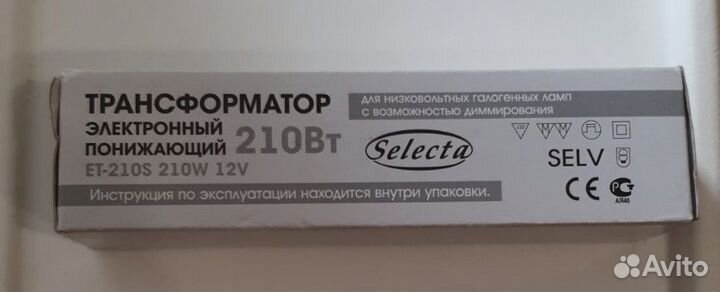 ТРАНСФОРМАТОР
ЭЛЕКТРОННЫЙ
ПОНИЖАЮЩИЙ
210Вт
ET-210S 210W 12V
Инструкция по эксплуатации находится внутри упаковки.
Selecta
для низковольтных галогенных ламп
с возможностью диммирования
M M
SELV
CE
АЯ46
Avito